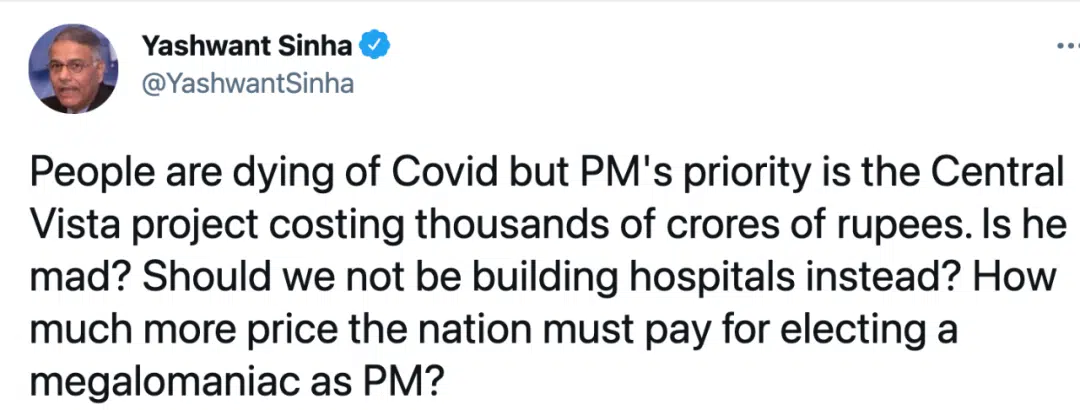 Yashwant Sinha
@YashwantSinha
People are dying of Covid but PM's priority is the Central
Vista project costing thousands of crores of rupees. Is he
mad? Should we not be building hospitals instead? How
much more price the nation must pay for electing a
megalomaniac as PM?